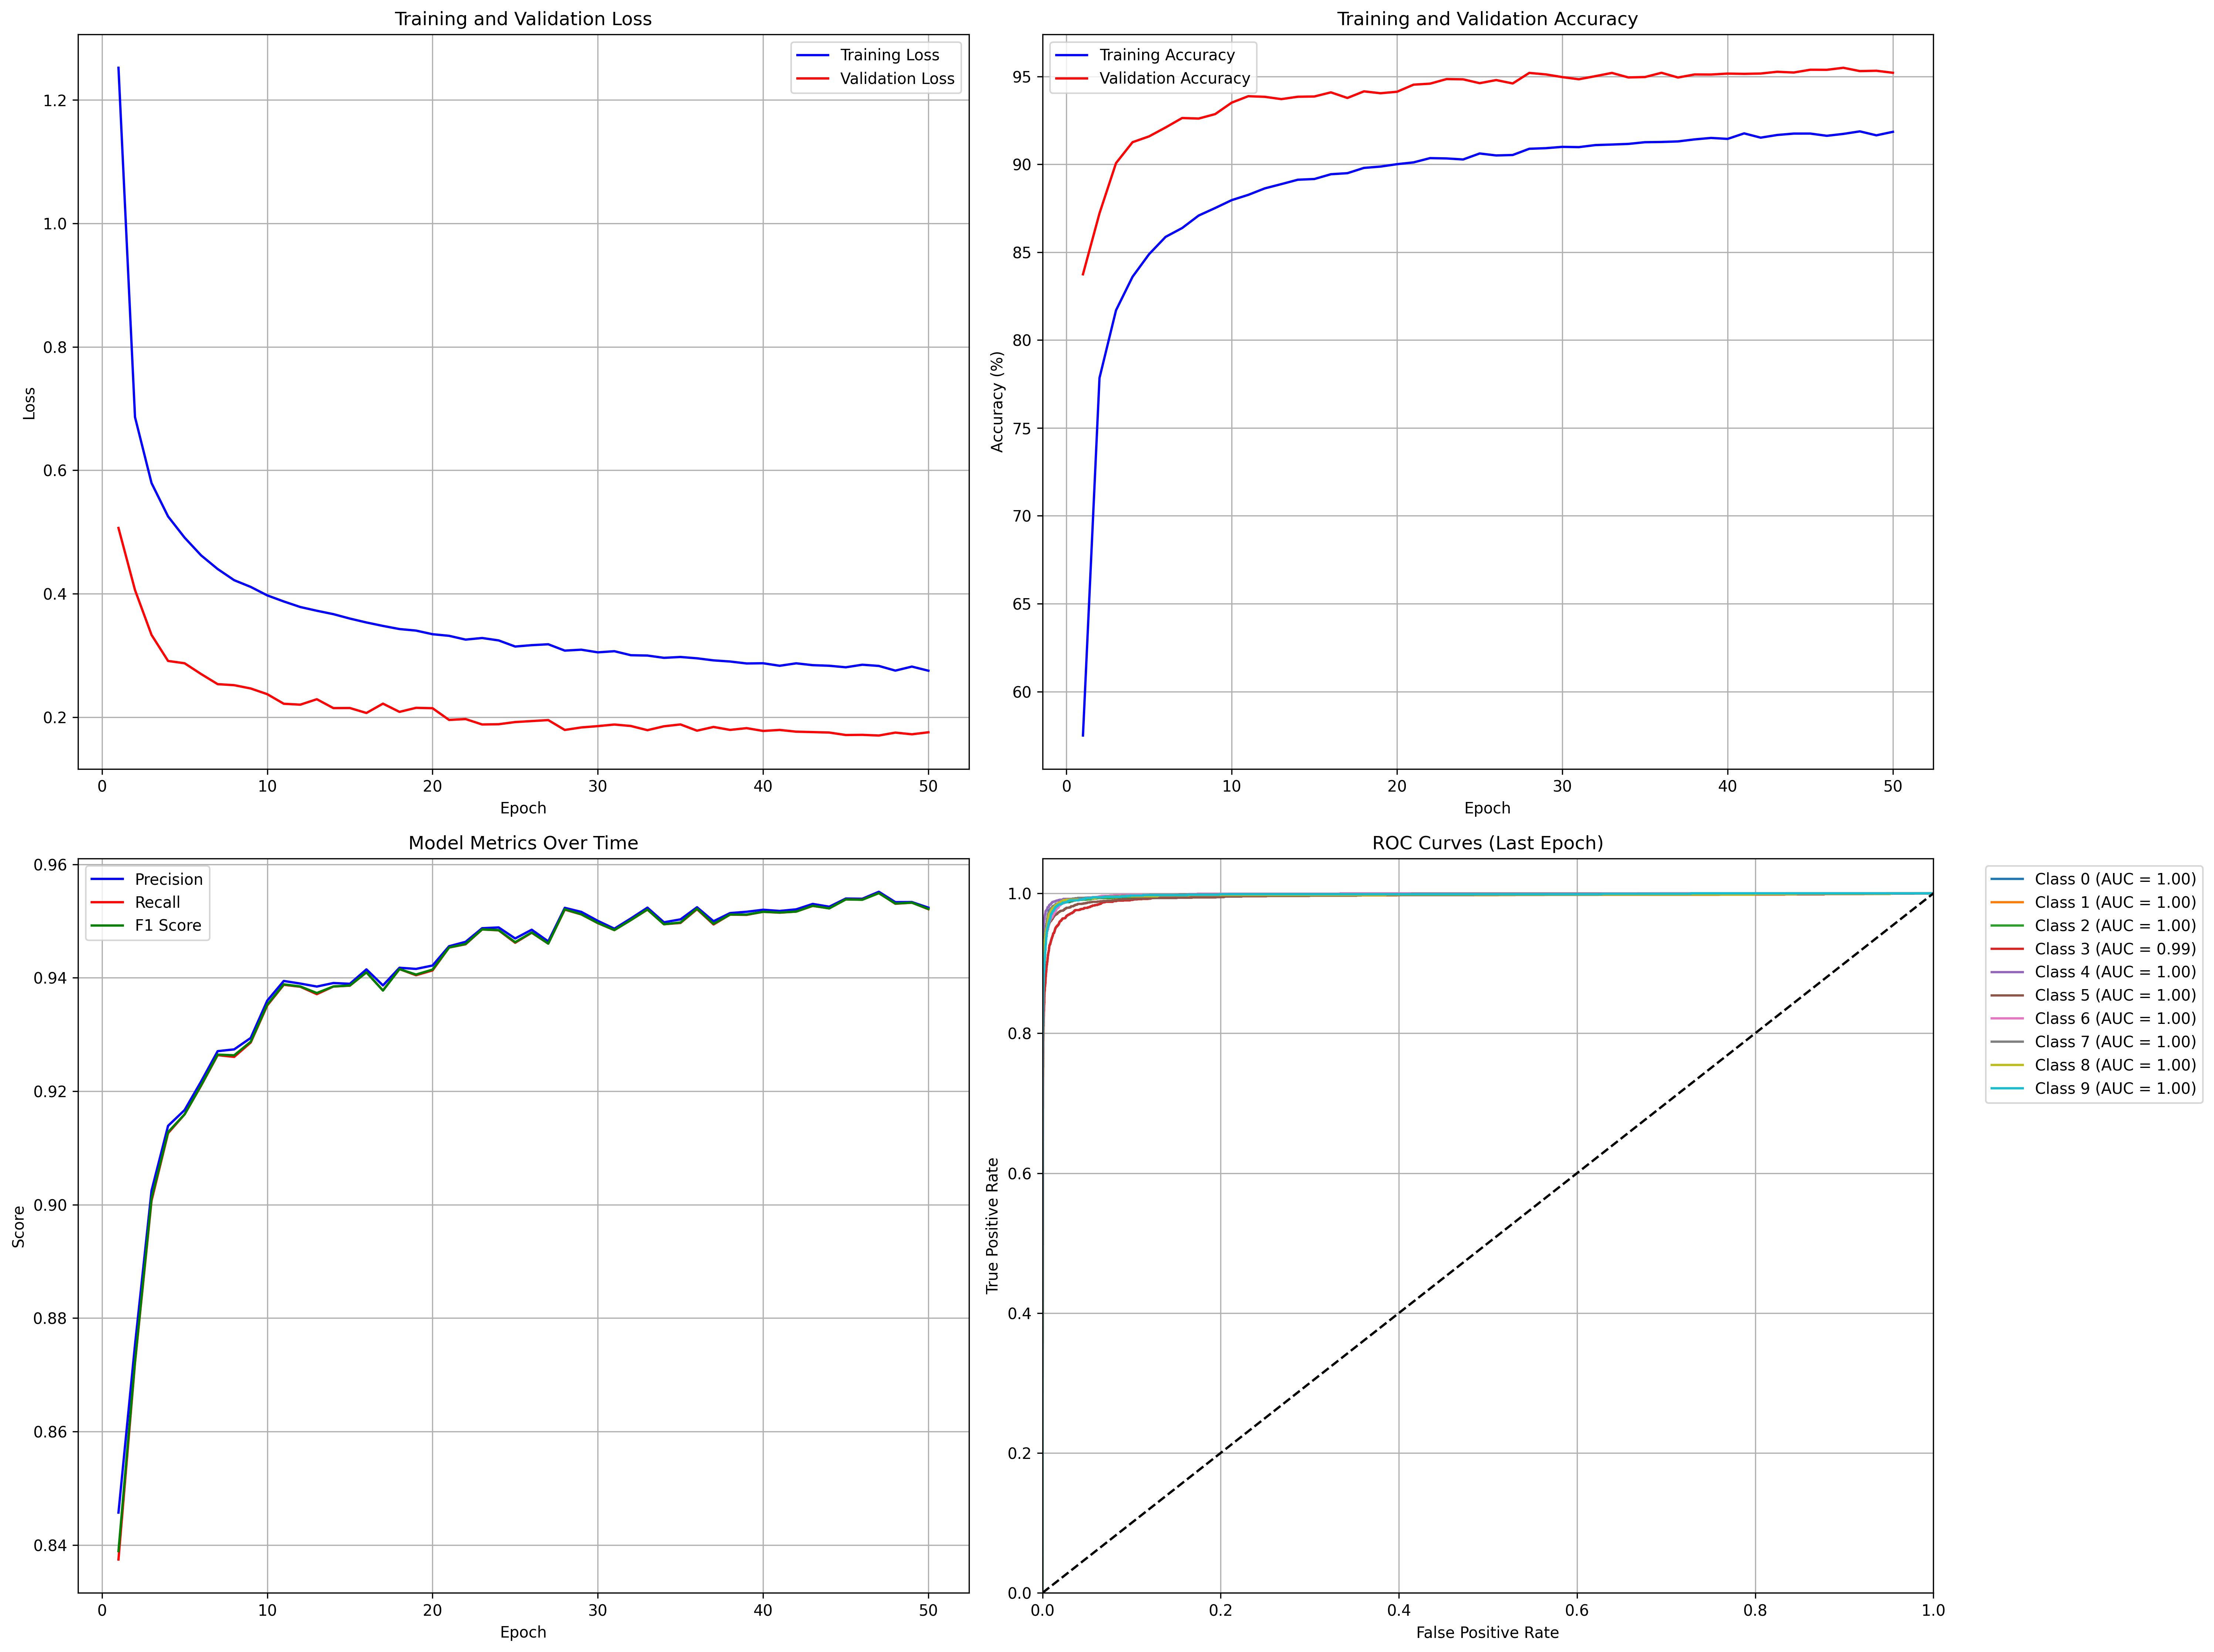 Training and Validation Loss
Training Loss
Validation Loss
1.2
1.0
0.8
0.6
0.4
0.2
Loss
0 10 20 30 40 50
Epoch
Training and Validation Accuracy
Training Accuracy
Validation Accuracy
95
90
85
80
75
70
65
60
Accuracy (%)
0 10 20 30 40 50
Epoch
Model Metrics Over Time
Precision
Recall
F1 Score
0.96
0.94
0.92
0.90
0.88
0.86
0.84
Score
0 10 20 30 40 50
Epoch
ROC Curves (Last Epoch)
1.0
0.8
0.6
0.4
0.2
0.0
True Positive Rate
0.0 0.2 0.4 0.6 0.8 1.0
False Positive Rate
Class 0 (AUC = 1.00)
Class 1 (AUC = 1.00)
Class 2 (AUC = 1.00)
Class 3 (AUC = 0.99)
Class 4 (AUC = 1.00)
Class 5 (AUC = 1.00)
Class 6 (AUC = 1.00)
Class 7 (AUC = 1.00)
Class 8 (AUC = 1.00)
Class 9 (AUC = 1.00)